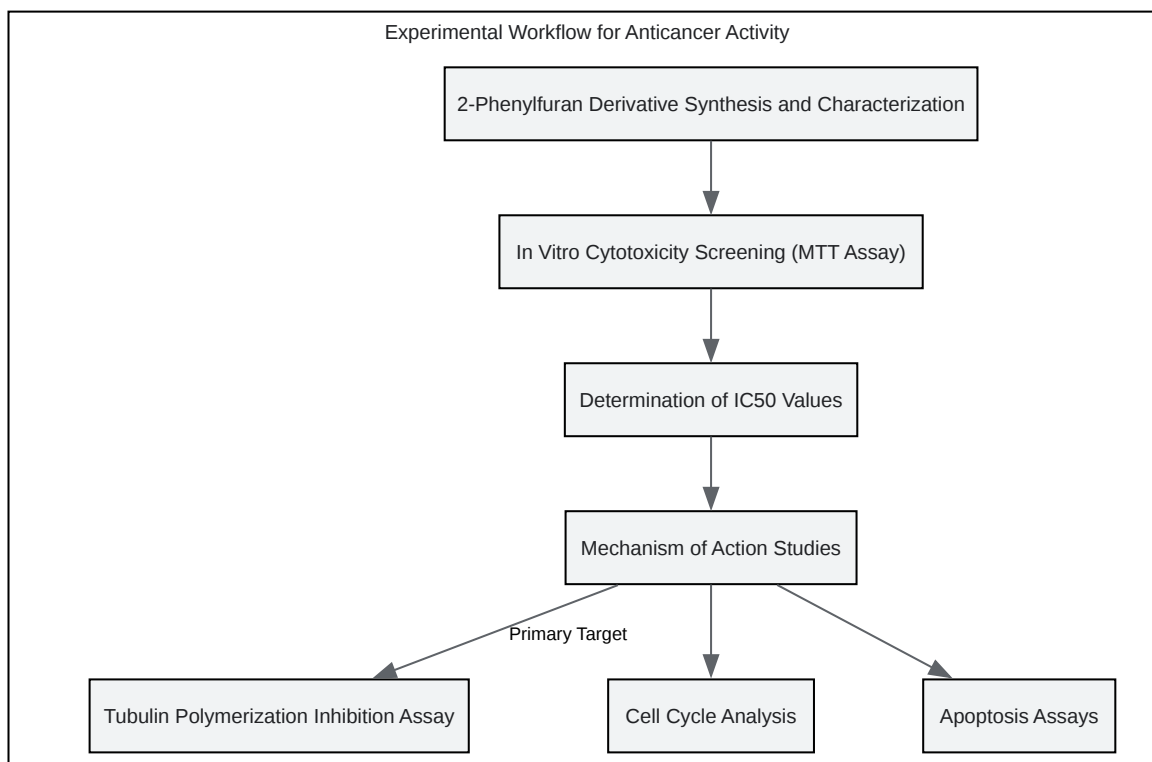 Experimental Workflow for Anticancer Activity
2-Phenylfuran Derivative Synthesis and Characterization
In Vitro Cytotoxicity Screening (MTT Assay)
Determination of IC50 Values
Mechanism of Action Studies
Primary Target
Tubulin Polymerization Inhibition Assay
Cell Cycle Analysis
Apoptosis Assays